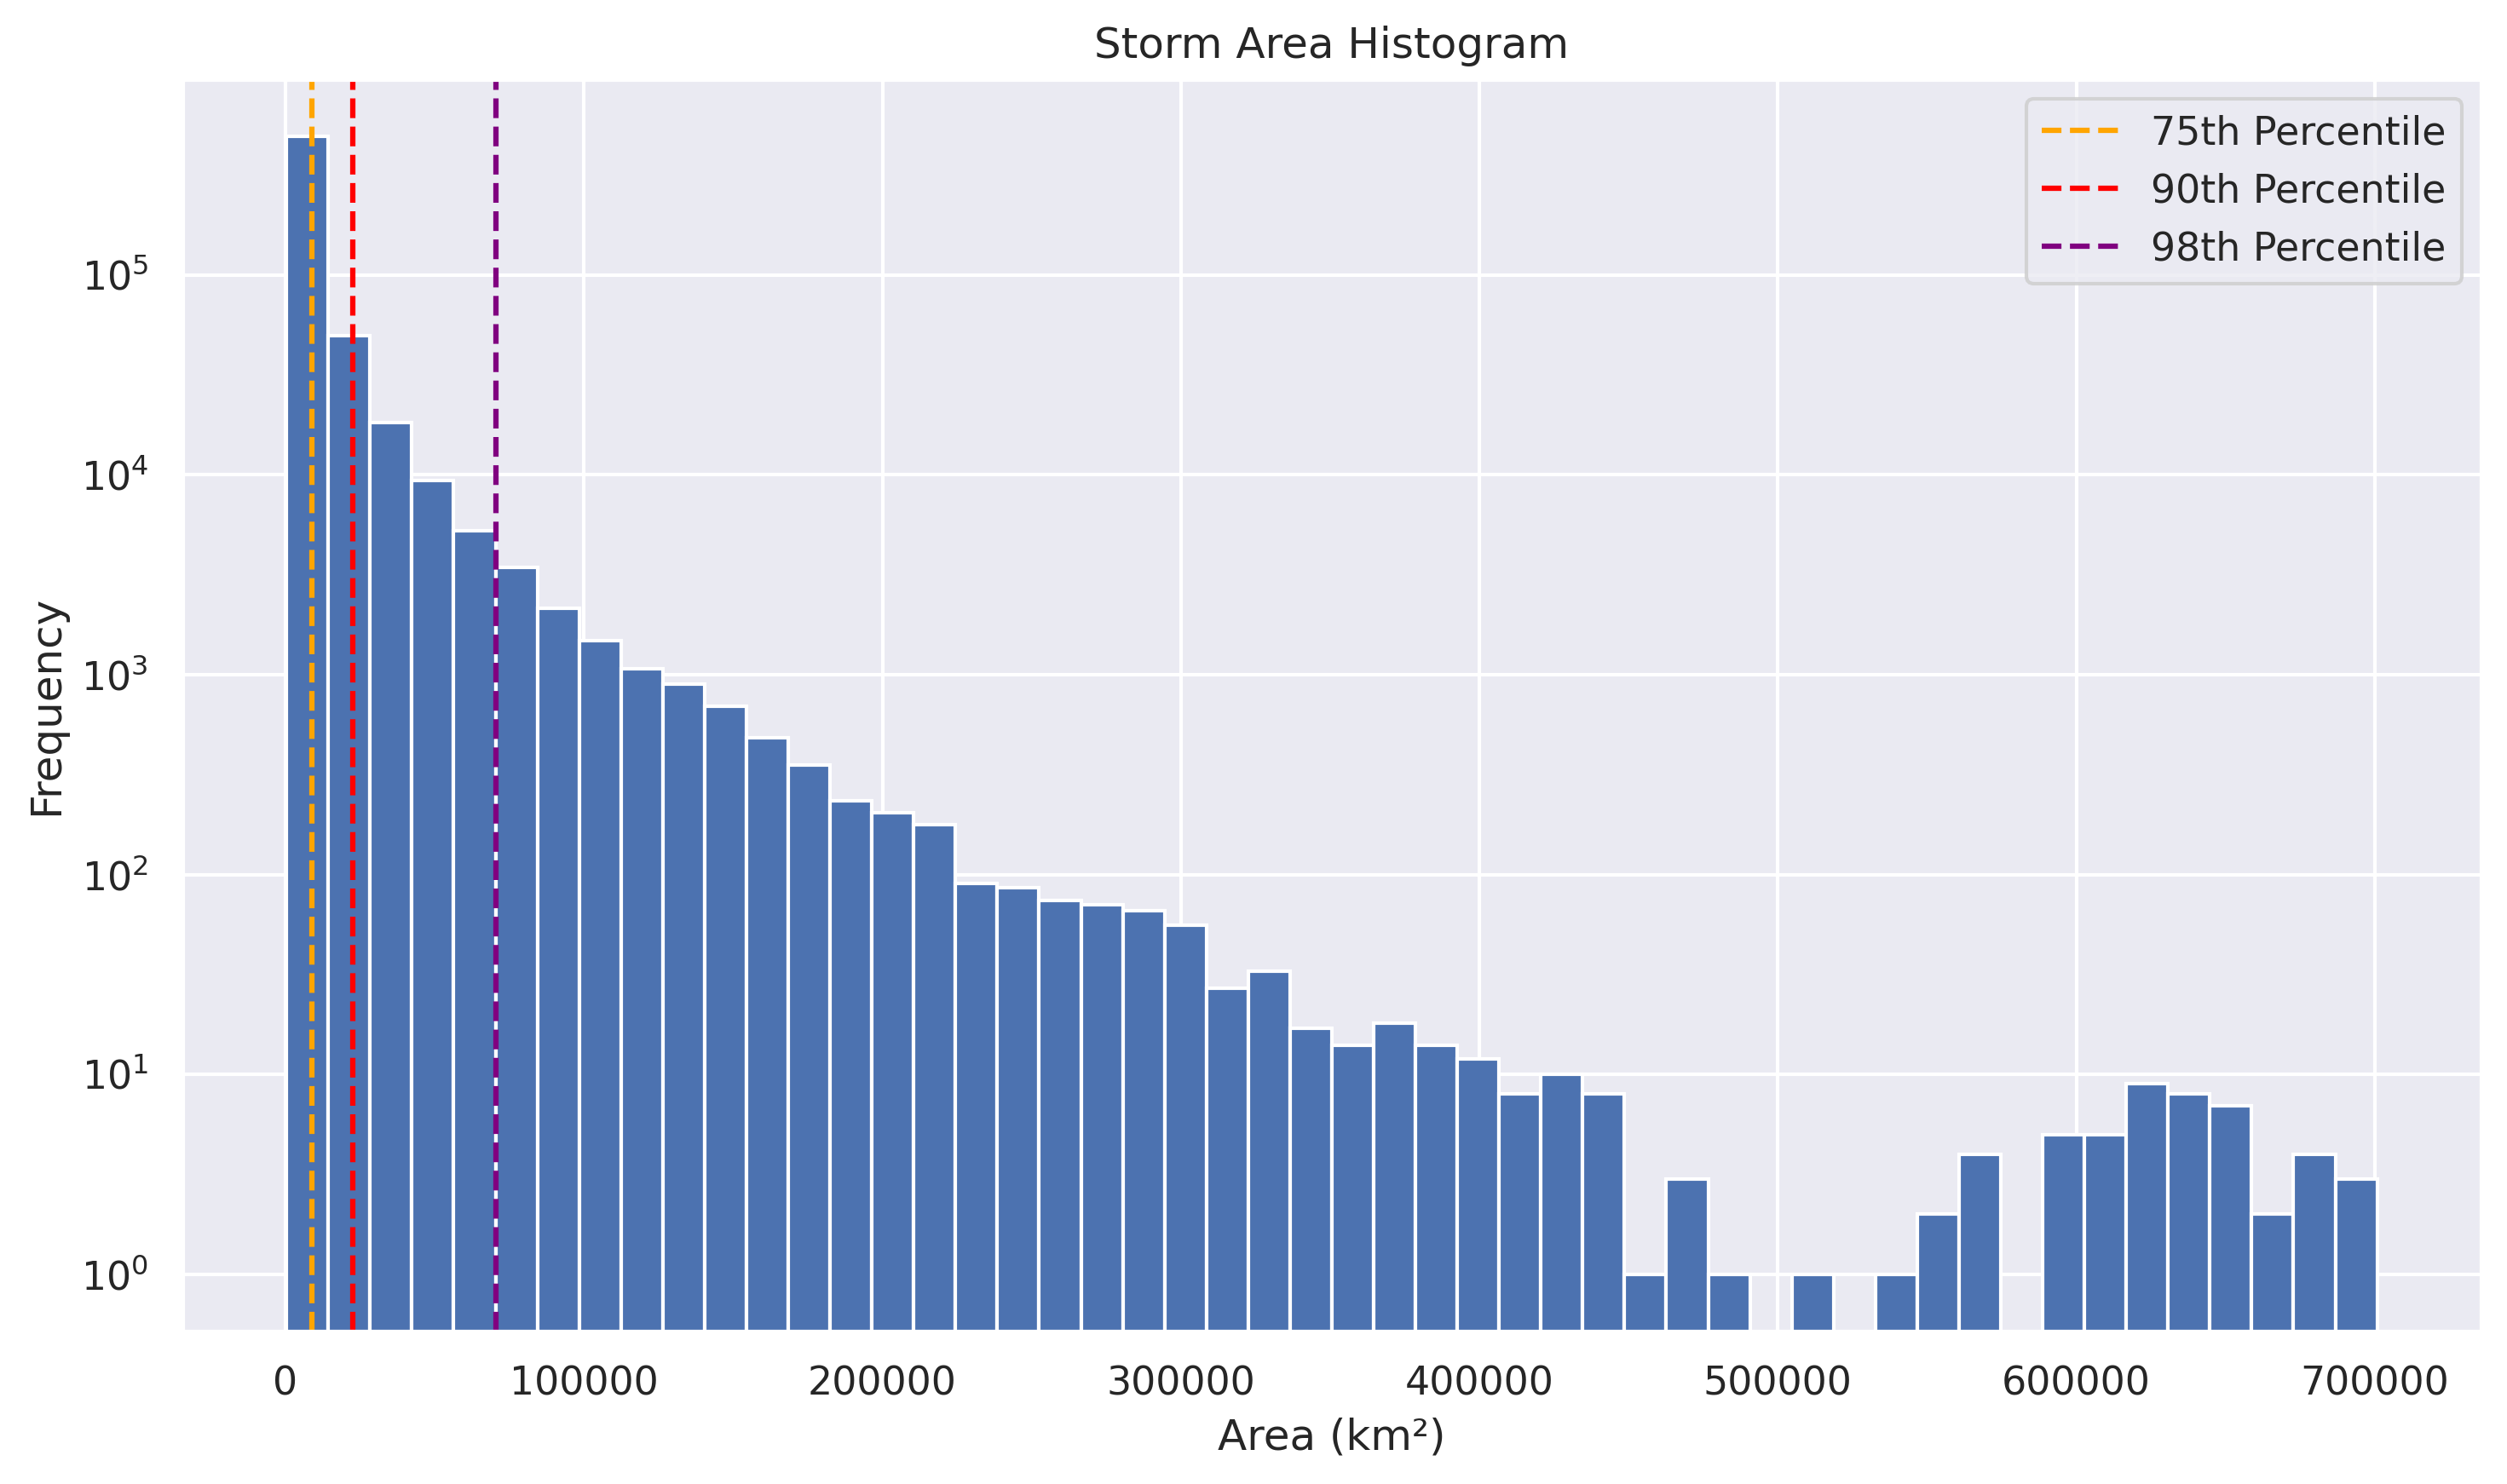 Storm Area Histogram
75th Percentile
90th Percentile
98th Percentile
Frequency
10⁵
10⁴
10³
10²
10¹
10⁰
0 100000 200000 300000 400000 500000 600000 700000
Area (km²)